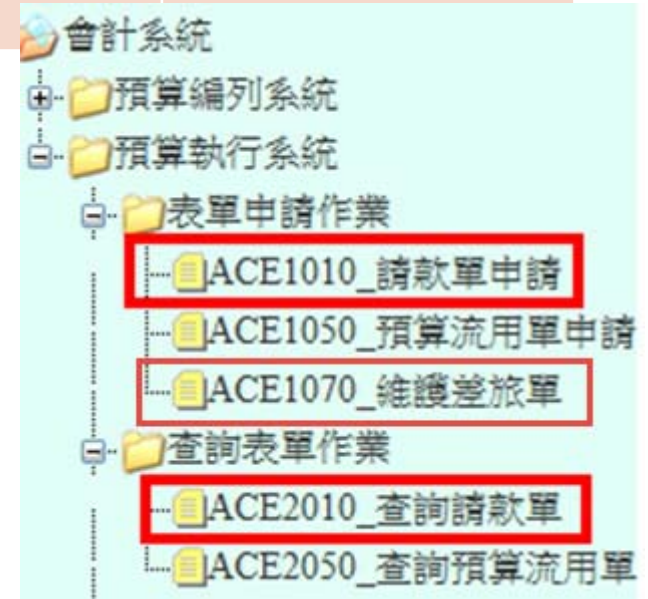 會計系統
預算編列系統
預算執行系統
表單申請作業
ACE1010_請款單申請
ACE1050_預算流用單申請
ACE1070_維護差旅單
查詢表單作業
ACE2010_查詢請款單
ACE2050_查詢預算流用單